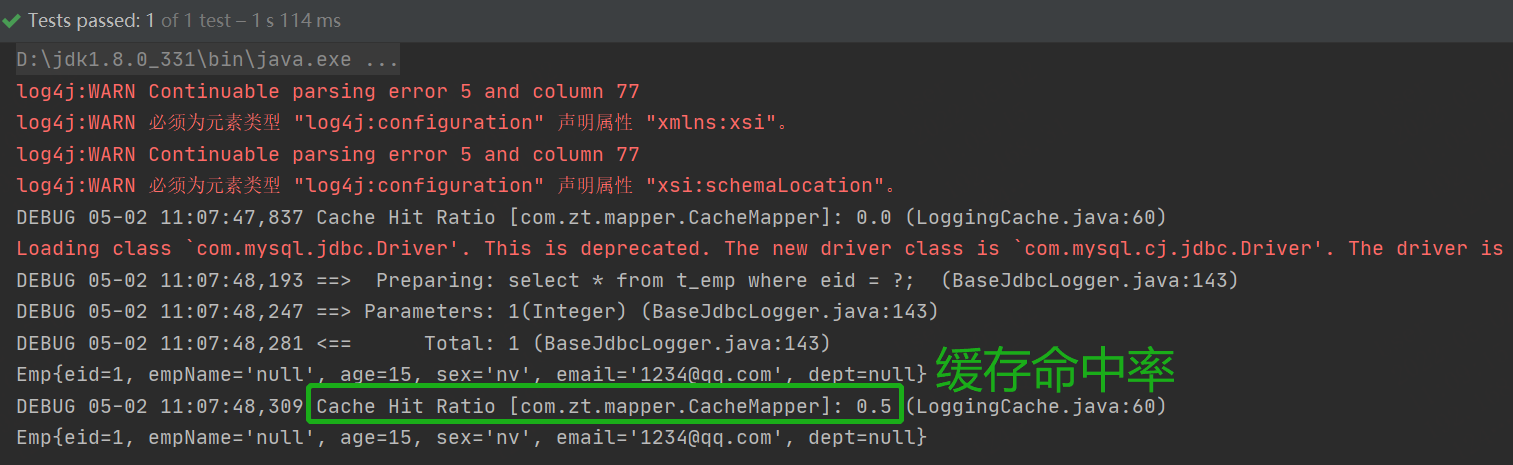 Tests passed: 1 of 1 test – 1 s 114 ms
D:\jdk1.8.0_331\bin\java.exe ...
log4j:WARN Continuable parsing error 5 and column 77
log4j:WARN 必须为元素类型 "log4j:configuration" 声明属性 "xmlns:xsi"。
log4j:WARN Continuable parsing error 5 and column 77
log4j:WARN 必须为元素类型 "log4j:configuration" 声明属性 "xsi:schemaLocation"。
DEBUG 05-02 11:07:47,837 Cache Hit Ratio [com.zt.mapper.CacheMapper]: 0.0 (LoggingCache.java:60)
Loading class `com.mysql.jdbc.Driver'. This is deprecated. The new driver class is `com.mysql.cj.jdbc.Driver'. The driver is
DEBUG 05-02 11:07:48,193 ==>  Preparing: select * from t_emp where eid = ?;  (BaseJdbcLogger.java:143)
DEBUG 05-02 11:07:48,247 ==> Parameters: 1(Integer) (BaseJdbcLogger.java:143)
DEBUG 05-02 11:07:48,281 <==      Total: 1 (BaseJdbcLogger.java:143)
Emp{eid=1, empName='null', age=15, sex='nv', email='1234@qq.com', dept=null}
缓存命中率
DEBUG 05-02 11:07:48,309 Cache Hit Ratio [com.zt.mapper.CacheMapper]: 0.5 (LoggingCache.java:60)
Emp{eid=1, empName='null', age=15, sex='nv', email='1234@qq.com', dept=null}